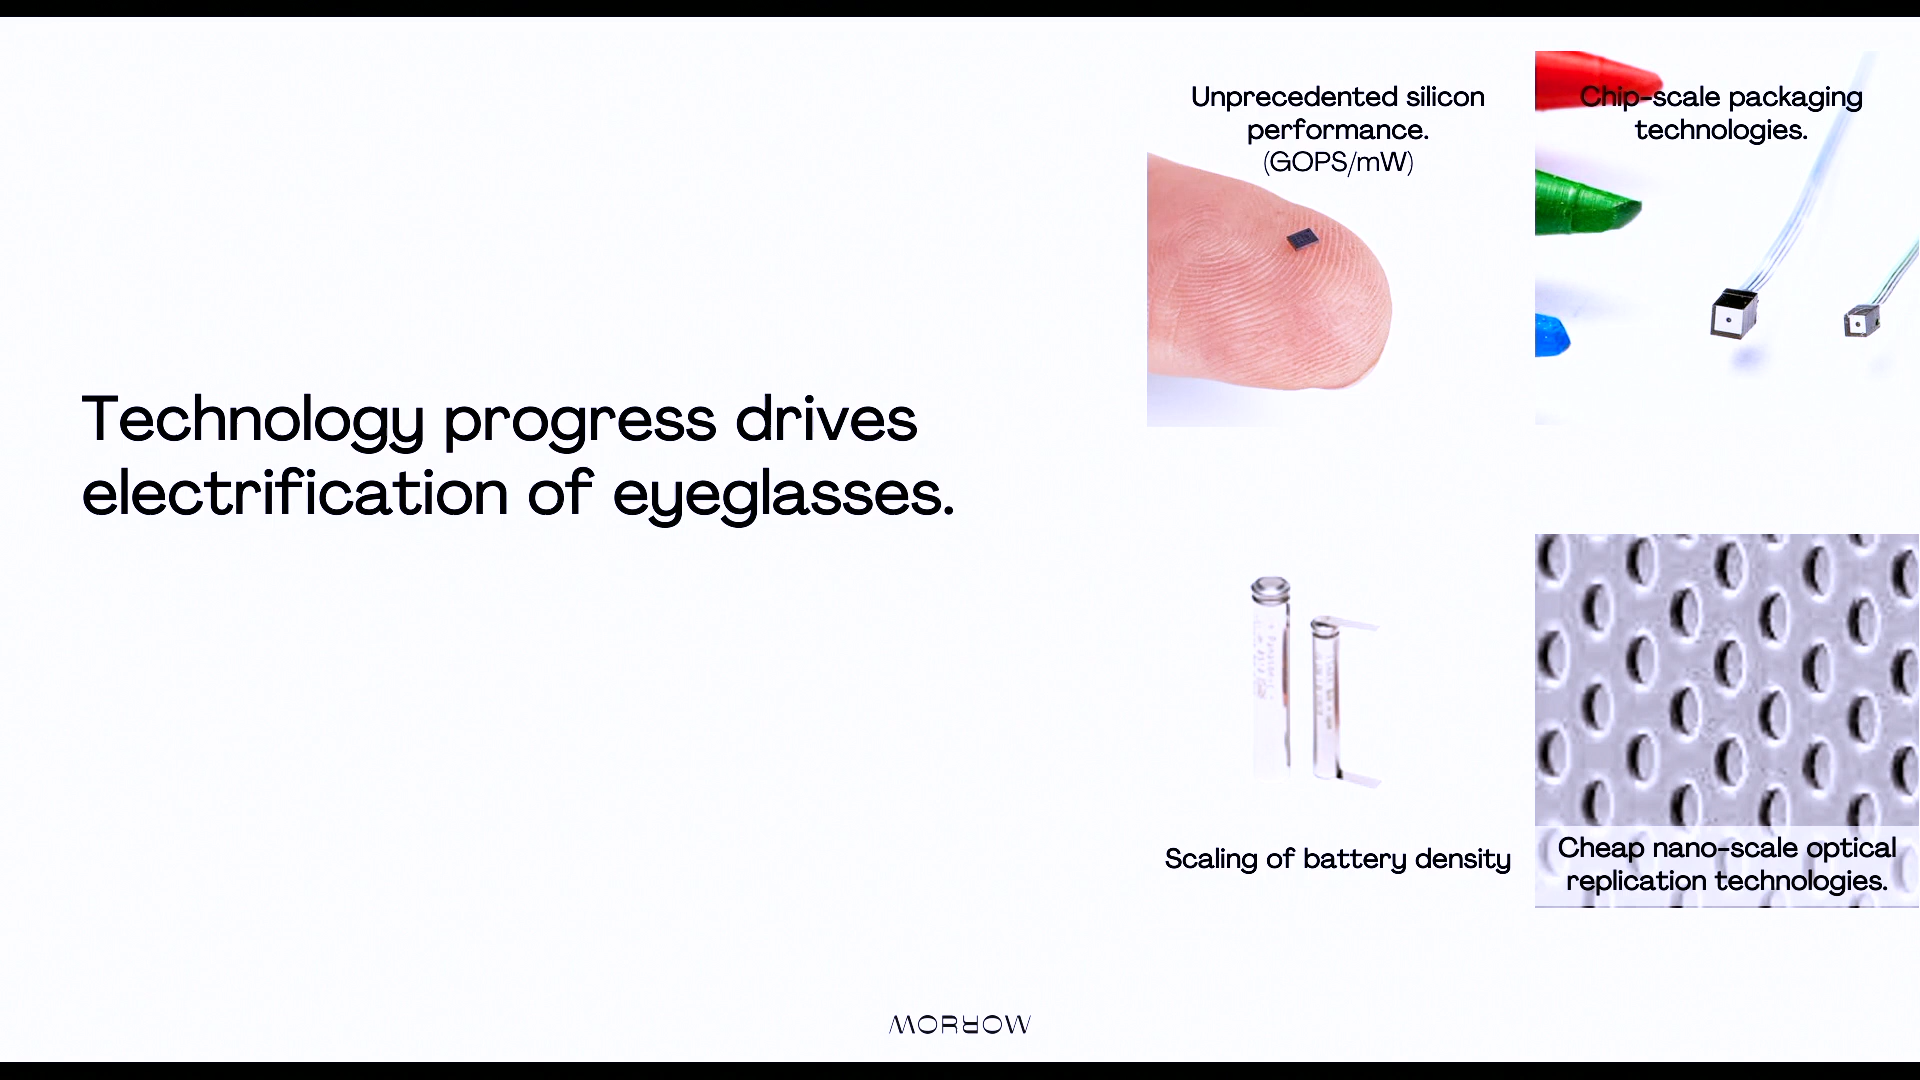 Technology progress drives
electrification of eyeglasses.
Unprecedented silicon
performance.
(GOPS/mW)
Chip-scale packaging
technologies.
Scaling of battery density
Cheap nano-scale optical
replication technologies.
MORROW